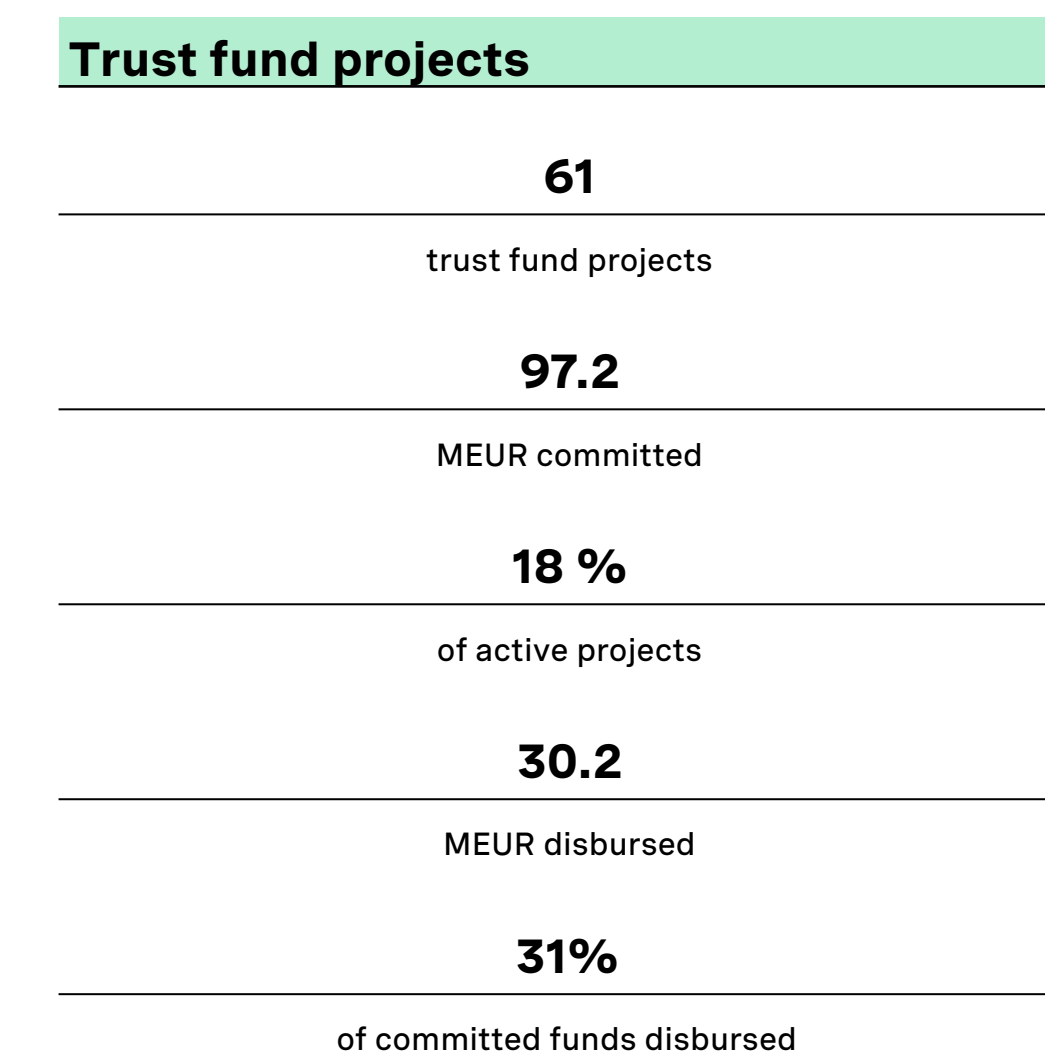 Trust fund projects
61
trust fund projects
97.2
MEUR committed
18 %
of active projects
30.2
MEUR disbursed
31%
of committed funds disbursed